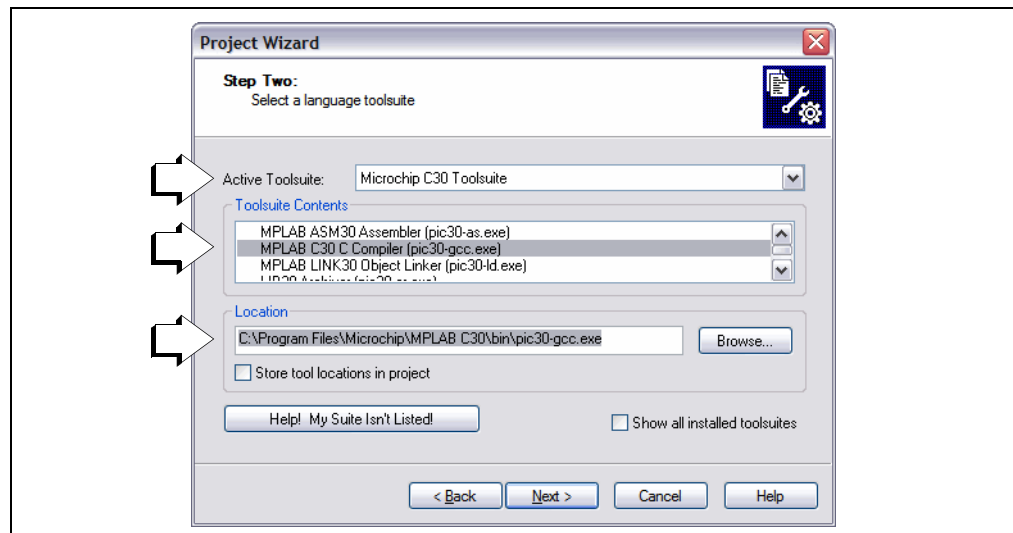 Project Wizard
Step Two:
Select a language toolsuite
Active Toolsuite:
Microchip C30 Toolsuite
Toolsuite Contents
MPLAB ASM30 Assembler (pic30-as.exe)
MPLAB C30 C Compiler (pic30-gcc.exe)
MPLAB LINK30 Object Linker (pic30-ld.exe)
Location
C:\Program Files\Microchip\MPLAB C30\bin\pic30-gcc.exe
Browse...
Store tool locations in project
Help! My Suite Isn't Listed!
Show all installed toolsuites
< Back
Next >
Cancel
Help